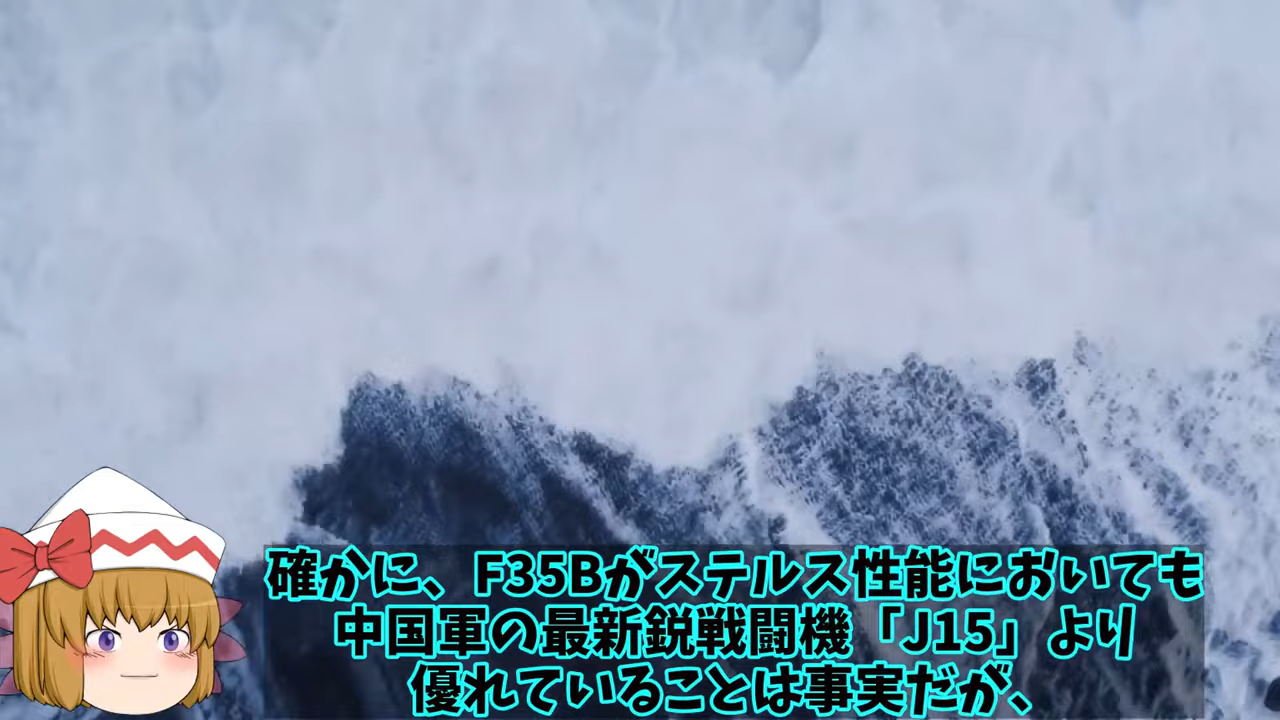 確かに、F35Bがステルス性能においても
中国軍の最新鋭戦闘機「J15」より
優れていることは事実だが、